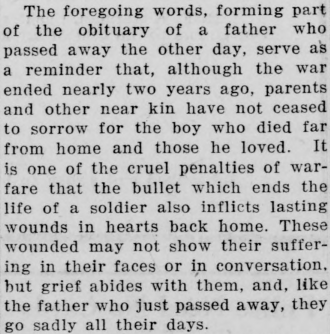 The foregoing words, forming part
of the obituary of a father who
passed away the other day, serve as
a reminder that, although the war
ended nearly two years ago, parents
and other near kin have not ceased
to sorrow for the boy who died far
from home and those he loved. It
is one of the cruel penalties of war-
fare that the bullet which ends the
life of a soldier also inflicts lasting
wounds in hearts back home. These
wounded may not show their suffer-
ing in their faces or in conversation,
but grief abides with them, and, like
the father who just passed away, they
go sadly all their days.